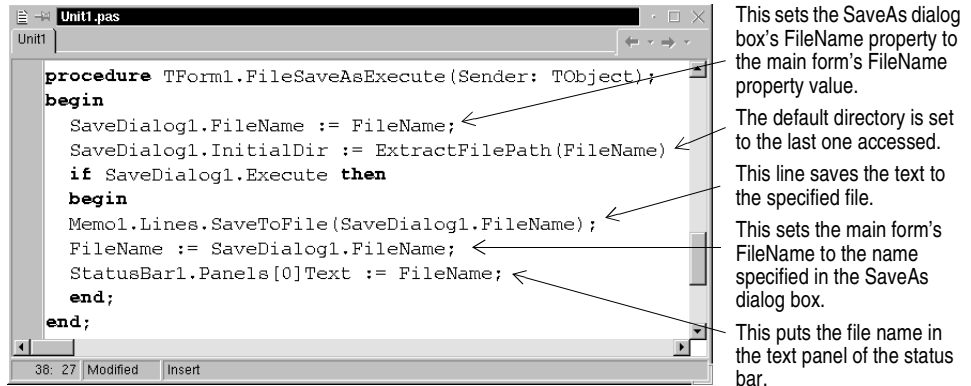 Unit1.pas
Unit1
procedure TForm1.FileSaveAsExecute(Sender: TObject);
begin
SaveDialog1.FileName := FileName;
SaveDialog1.InitialDir := ExtractFilePath(FileName)
if SaveDialog1.Execute then
begin
Memo1.Lines.SaveToFile(SaveDialog1.FileName);
FileName := SaveDialog1.FileName;
StatusBar1.Panels[0]Text := FileName;
end;
end;
38: 27 Modified Insert
This sets the SaveAs dialog
box's FileName property to
the main form's FileName
property value.
The default directory is set
to the last one accessed.
This line saves the text to
the specified file.
This sets the main form's
FileName to the name
specified in the SaveAs
dialog box.
This puts the file name in
the text panel of the status
bar.